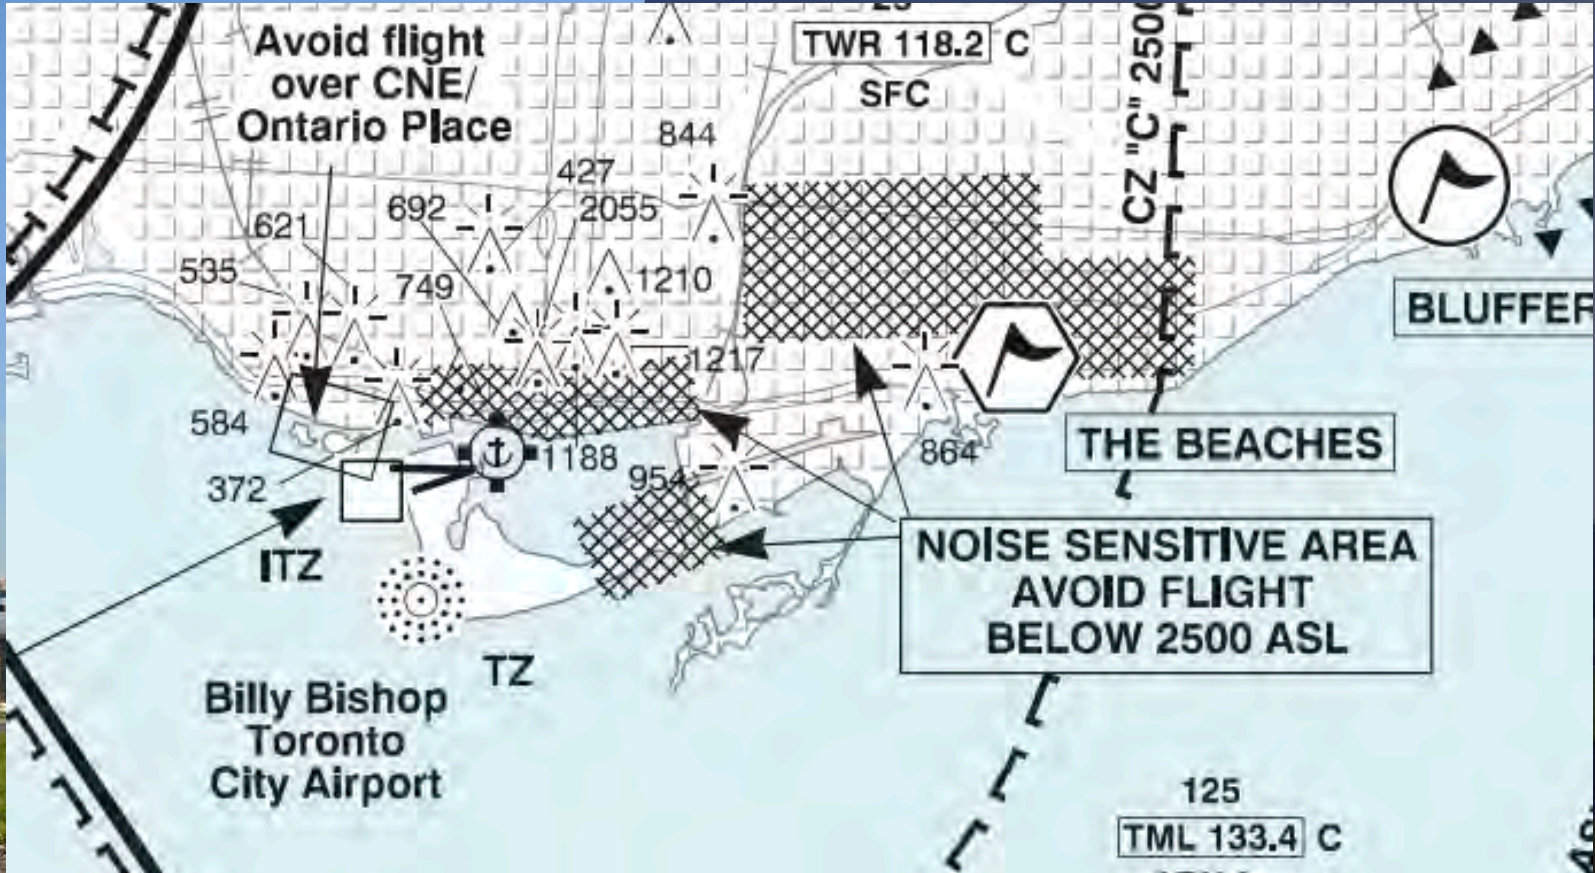 Avoid flight
over CNE/
Ontario Place
TWR 118.2 C
SFC
CZ "C" 2500
844
427
692
2055
621
535
749
1210
1217
584
1188
372
954
864
BLUFFER
THE BEACHES
ITZ
NOISE SENSITIVE AREA
AVOID FLIGHT
BELOW 2500 ASL
TZ
Billy Bishop
Toronto
City Airport
125
TML 133.4 C